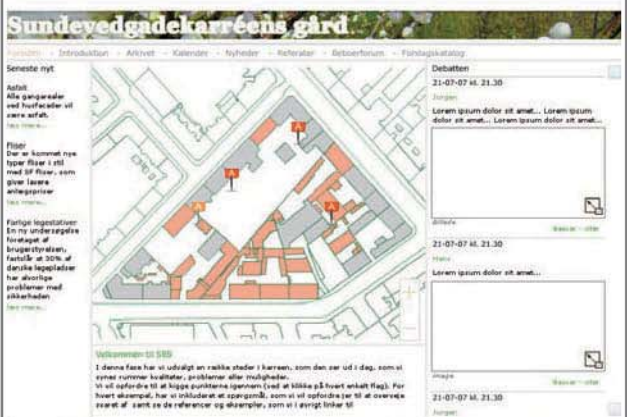 Sundevedgadekarréens gård
Forsiden - Introduktion - Arkivet - Kalender - Nyheder - Referater - Beboerforum - Forslagskatalog
Seneste nyt
Asfalt
Alle gangarealer
ved husfacader vil
være asfalt.
læs mere...
Fliser
Der er kommet nye
typer fliser i stil
med SF fliser, som
giver lavere
anlægspriser
læs mere...
Farlige legestativer
En ny undersøgelse
foretaget af
brugerstyrelsen,
fastslår at 30% af
danske legepladser
har alvorlige
problemer med
sikkerheden
læs mere...
A
A
A
A
+
Velkommen til
I denne fase har vi udvalgt en række steder i karreen, som den ser ud i dag, som vi
synes rummer kvaliteter, problemer eller muligheder.
Vi vil opfordre til at kigge punkterne igennem (ved at klikke på hvert enkelt flag). For
hvert eksempel, har vi inkluderet et spørgsmål, som vi vil opfordre jer til at overveje
svaret af samt se de referencer og eksempler, som vi i øvrigt linker til
Debatten
21-07-07 kl. 21.30
Jørgen
Lorem ipsum dolor sit amet... Lorem ipsum
dolor sit amet... Lorem ipsum dolor sit amet...
Billede
Besvar - eller
21-07-07 kl. 21.30
Hans
Lorem ipsum dolor sit amet...
Image
Besvar - eller
21-07-07 kl. 21.30
Jørgen